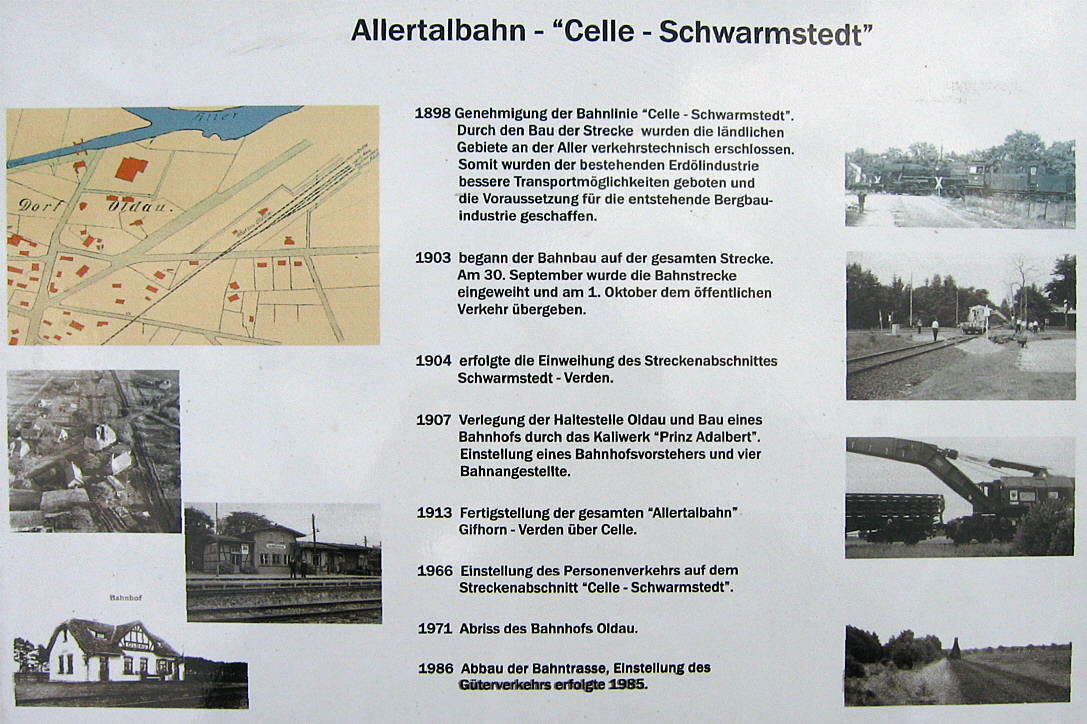 Allertalbahn - “Celle - Schwarmstedt”
Aller
Dorf Oldau.
Bahnhof
OLDAU
1898 Genehmigung der Bahnlinie “Celle - Schwarmstedt”.
Durch den Bau der Strecke wurden die ländlichen
Gebiete an der Aller verkehrstechnisch erschlossen.
Somit wurden der bestehenden Erdölindustrie
bessere Transportmöglichkeiten geboten und
die Voraussetzung für die entstehende Bergbau-
industrie geschaffen.
1903 begann der Bahnbau auf der gesamten Strecke.
Am 30. September wurde die Bahnstrecke
eingeweiht und am 1. Oktober dem öffentlichen
Verkehr übergeben.
1904 erfolgte die Einweihung des Streckenabschnittes
Schwarmstedt - Verden.
1907 Verlegung der Haltestelle Oldau und Bau eines
Bahnhofs durch das Kaliwerk “Prinz Adalbert”.
Einstellung eines Bahnhofsvorstehers und vier
Bahnangestellte.
1913 Fertigstellung der gesamten “Allertalbahn”
Gifhorn - Verden über Celle.
1966 Einstellung des Personenverkehrs auf dem
Streckenabschnitt “Celle - Schwarmstedt”.
1971 Abriss des Bahnhofs Oldau.
1986 Abbau der Bahntrasse, Einstellung des
Güterverkehrs erfolgte 1985.